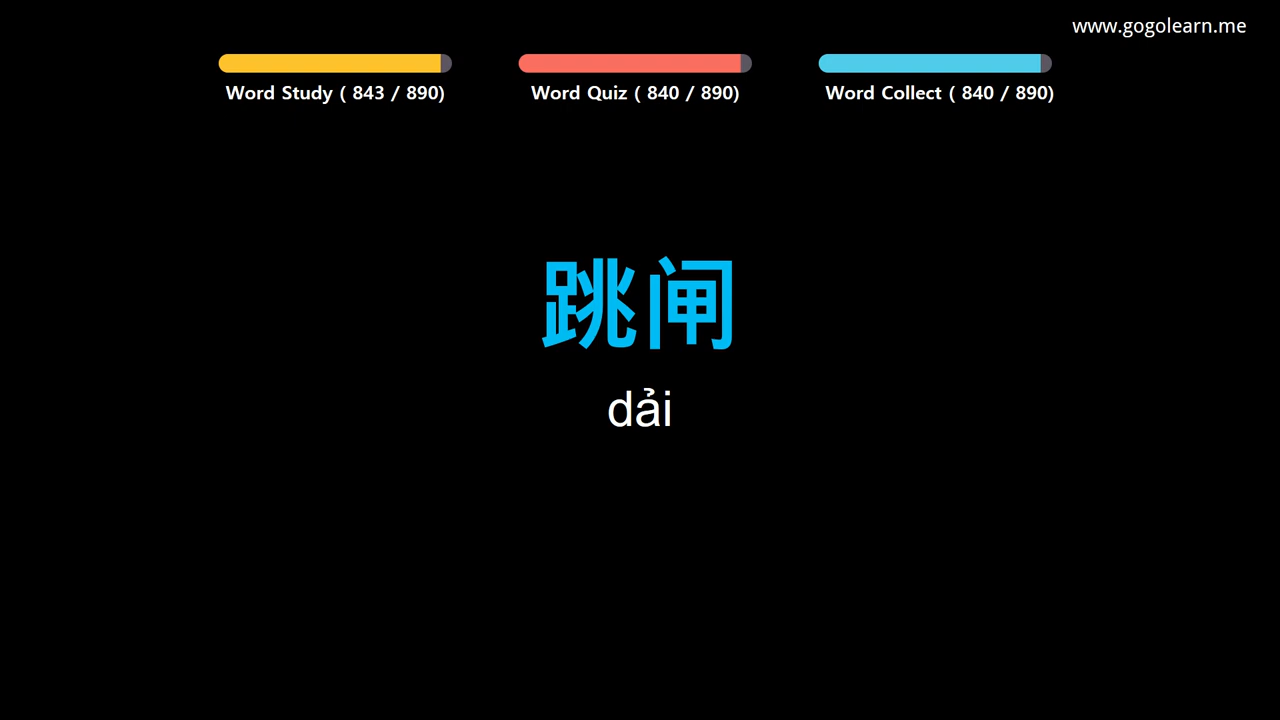 www.gogolearn.me
Word Study ( 843 / 890)
Word Quiz ( 840 / 890)
Word Collect ( 840 / 890)
跳闸
dải